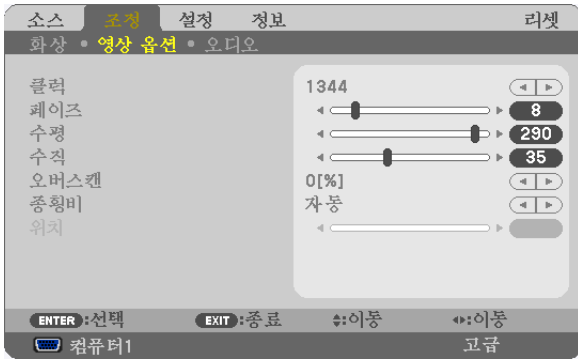 소스 조정 설정 정보 리셋
화상 • 영상 옵션 • 오디오
클럭 1344
페이즈 8
수평 290
수직 35
오버스캔 0[%]
종횡비 자동
위치
ENTER :선택 EXIT :종료 :이동 :이동
컴퓨터1 고급